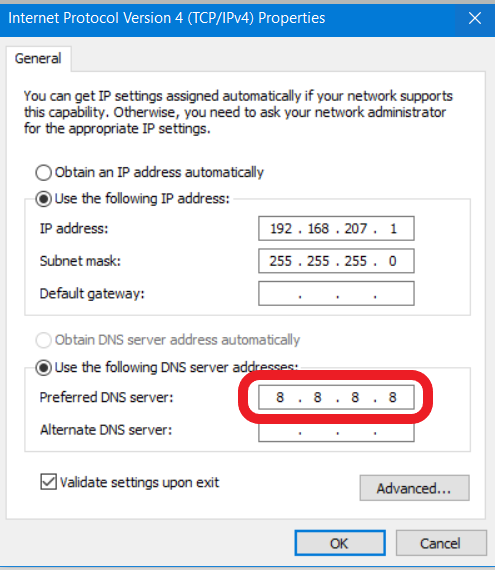 Internet Protocol Version 4 (TCP/IPv4) Properties
General
You can get IP settings assigned automatically if your network supports
this capability. Otherwise, you need to ask your network administrator
for the appropriate IP settings.
Obtain an IP address automatically
Use the following IP address:
IP address: 192 . 168 . 207 . 1
Subnet mask: 255 . 255 . 255 . 0
Default gateway: . . .
Obtain DNS server address automatically
Use the following DNS server addresses:
Preferred DNS server: 8 . 8 . 8 . 8
Alternate DNS server: . . .
Validate settings upon exit
Advanced...
OK Cancel